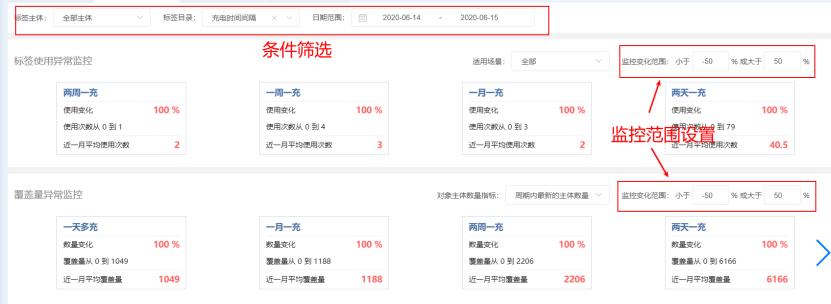 标签主体: 全部主体 标签目录: 充电时间间隔 × 日期范围: 2020-06-14 - 2020-06-15
条件筛选
标签使用异常监控 适用场景: 全部 监控变化范围: 小于 -50 % 或大于 50 %
两周一充 一周一充 一月一充 两天一充
使用变化 100 % 使用变化 100 % 使用变化 100 % 使用变化 100 %
使用次数从 0 到 1 使用次数从 0 到 4 使用次数从 0 到 3 使用次数从 0 到 79
监控范围设置
近一月平均使用次数 2 近一月平均使用次数 3 近一月平均使用次数 2 近一月平均使用次数 40.5
覆盖量异常监控 对象主体数量指标: 周期内最新的主体数量 监控变化范围: 小于 -50 % 或大于 50 %
一天多充 一月一充 两周一充 两天一充
数量变化 100 % 数量变化 100 % 数量变化 100 % 数量变化 100 %
覆盖量从 0 到 1049 覆盖量从 0 到 1188 覆盖量从 0 到 2206 覆盖量从 0 到 6166
近一月平均覆盖量 1049 近一月平均覆盖量 1188 近一月平均覆盖量 2206 近一月平均覆盖量 6166